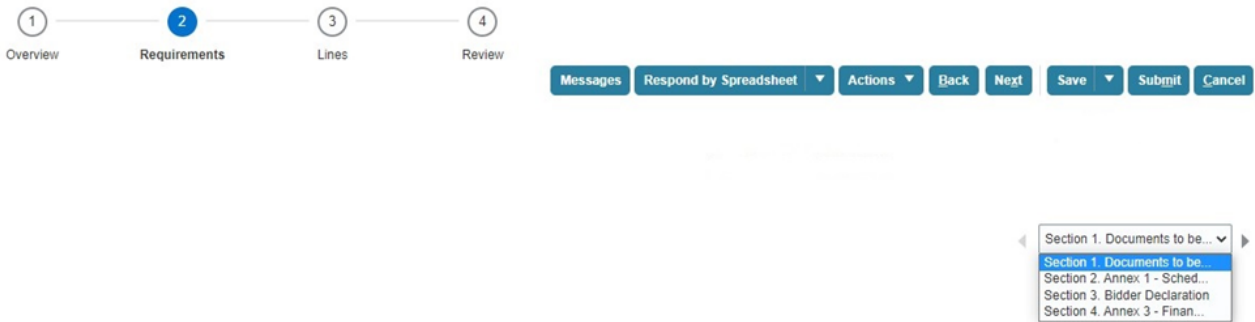 1 2 3 4
Overview Requirements Lines Review
Messages Respond by Spreadsheet Actions Back Next Save Submit Cancel
Section 1. Documents to be...
Section 1. Documents to be...
Section 2. Annex 1 - Sched...
Section 3. Bidder Declaration
Section 4. Annex 3 - Finan...